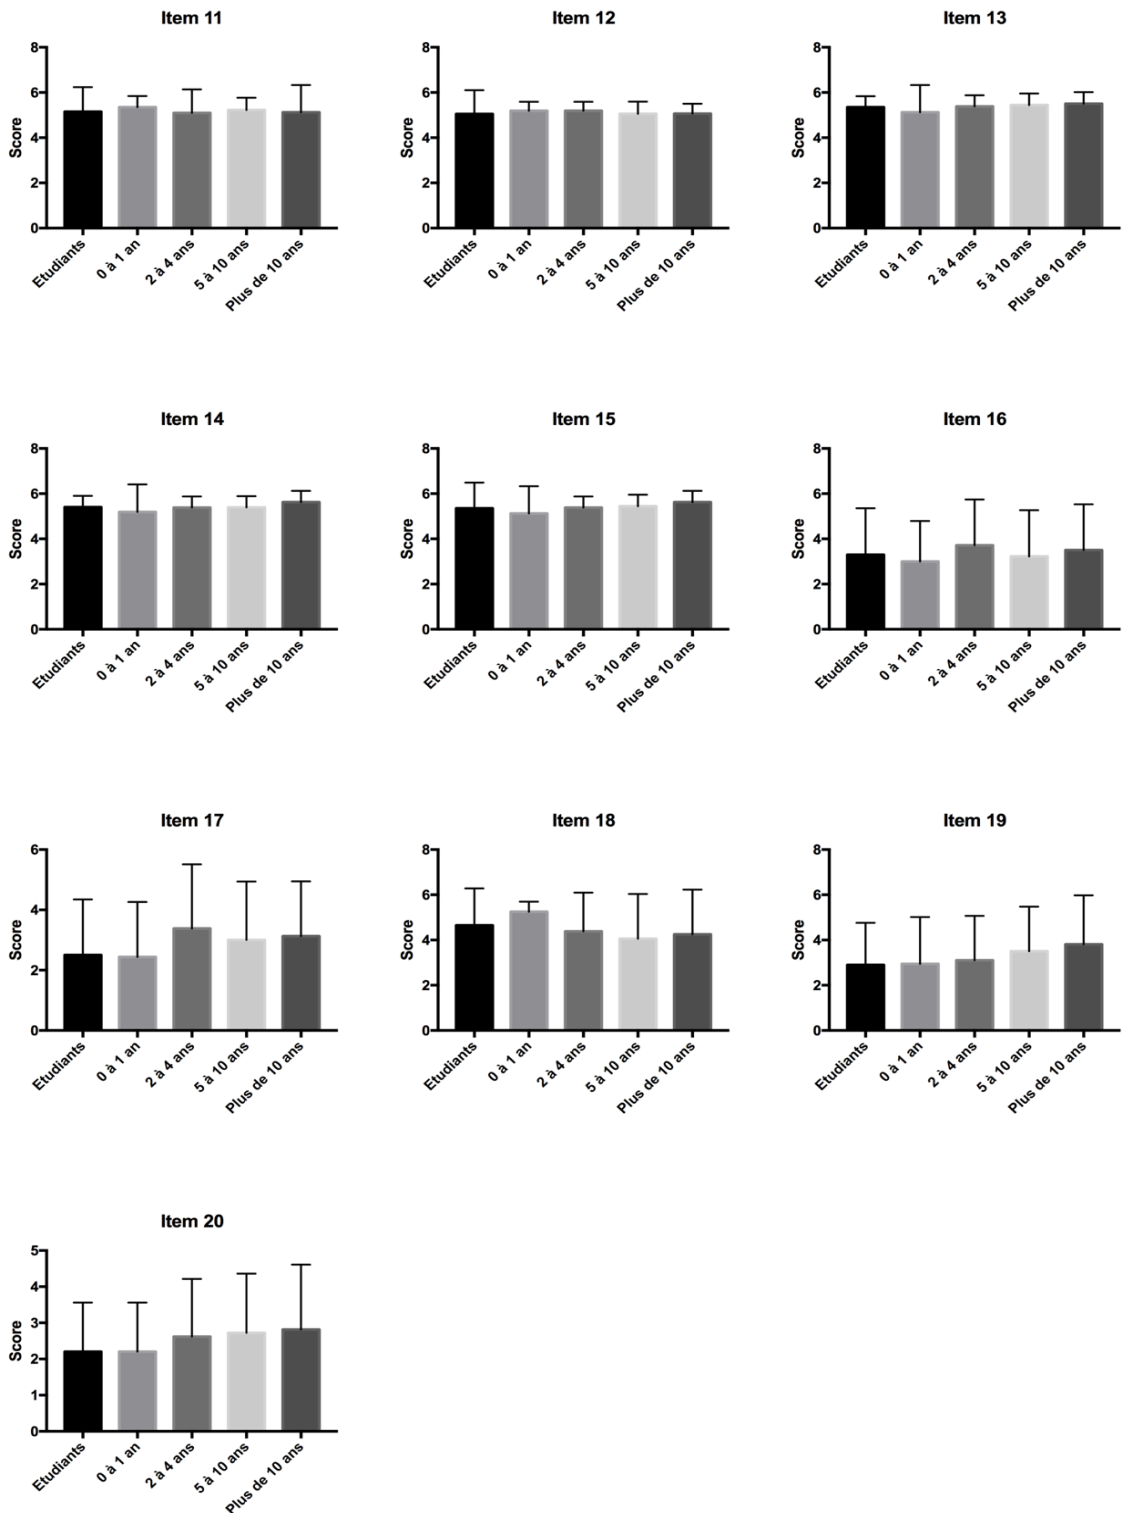 Item 11
Score
8
6
4
2
0
Etudiants
0 à 1 an
2 à 4 ans
5 à 10 ans
Plus de 10 ans
Item 12
Score
8
6
4
2
0
Etudiants
0 à 1 an
2 à 4 ans
5 à 10 ans
Plus de 10 ans
Item 13
Score
8
6
4
2
0
Etudiants
0 à 1 an
2 à 4 ans
5 à 10 ans
Plus de 10 ans
Item 14
Score
8
6
4
2
0
Etudiants
0 à 1 an
2 à 4 ans
5 à 10 ans
Plus de 10 ans
Item 15
Score
8
6
4
2
0
Etudiants
0 à 1 an
2 à 4 ans
5 à 10 ans
Plus de 10 ans
Item 16
Score
8
6
4
2
0
Etudiants
0 à 1 an
2 à 4 ans
5 à 10 ans
Plus de 10 ans
Item 17
Score
6
4
2
0
Etudiants
0 à 1 an
2 à 4 ans
5 à 10 ans
Plus de 10 ans
Item 18
Score
8
6
4
2
0
Etudiants
0 à 1 an
2 à 4 ans
5 à 10 ans
Plus de 10 ans
Item 19
Score
8
6
4
2
0
Etudiants
0 à 1 an
2 à 4 ans
5 à 10 ans
Plus de 10 ans
Item 20
Score
5
4
3
2
1
0
Etudiants
0 à 1 an
2 à 4 ans
5 à 10 ans
Plus de 10 ans